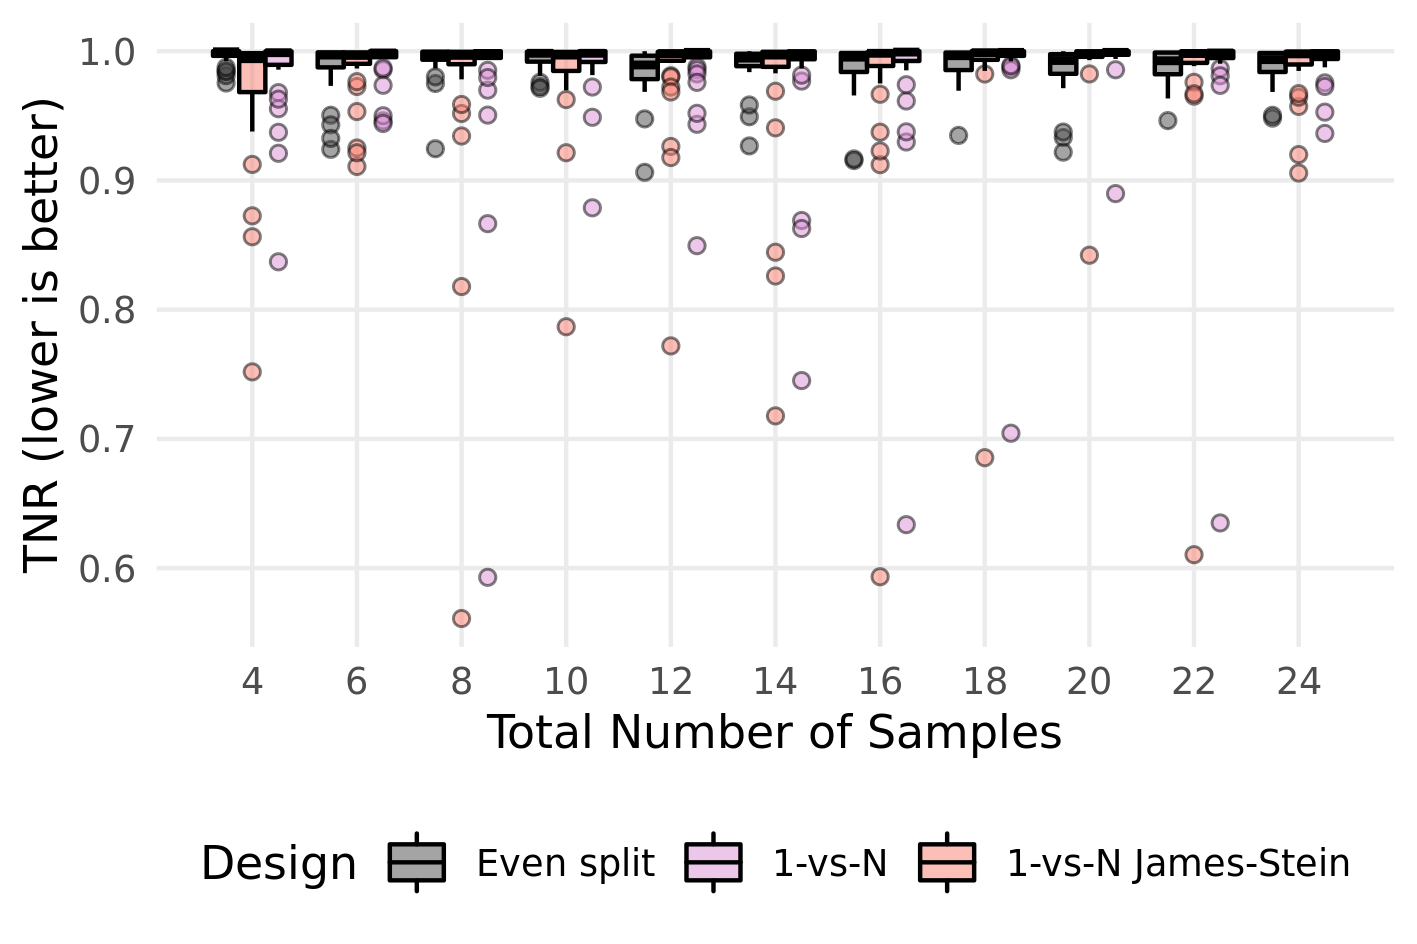 TNR (lower is better)
1.0
0.9
0.8
0.7
0.6
4 6 8 10 12 14 16 18 20 22 24
Total Number of Samples
Design Even split 1-vs-N 1-vs-N James-Stein